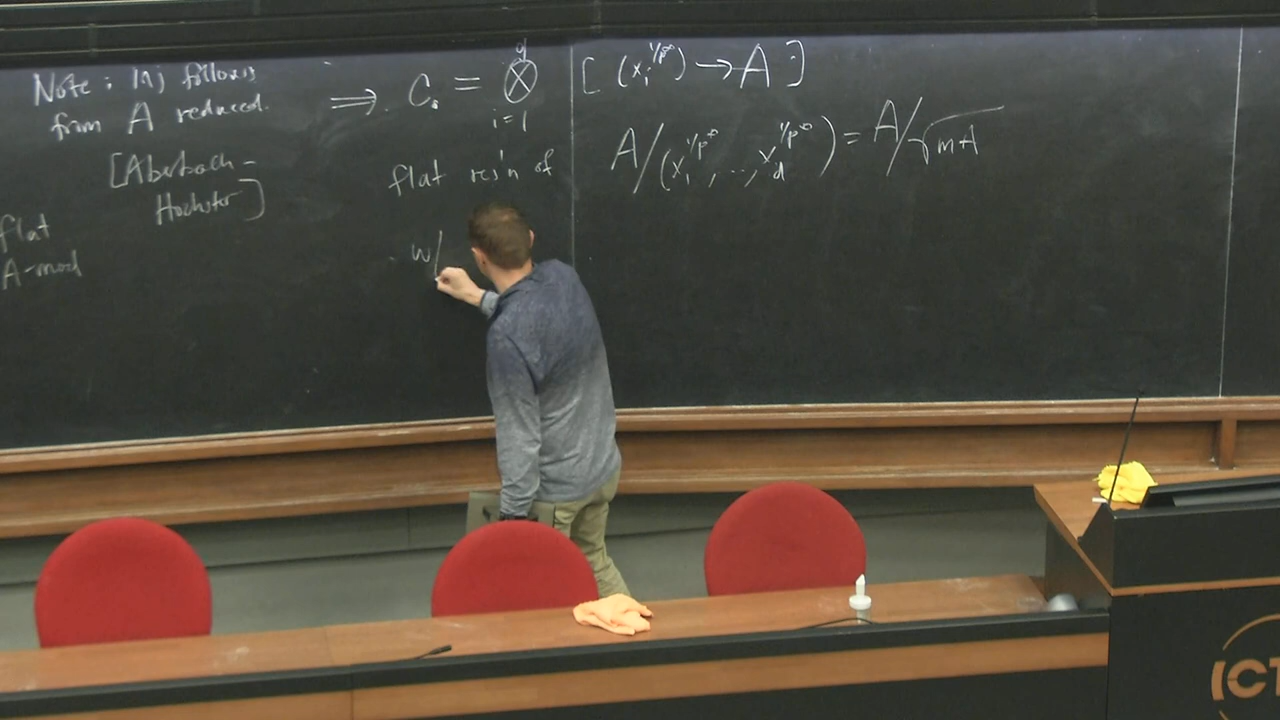 Note: inj follows
from A reduced.
[Aberbach-
Hochster]
flat
A-mod
⟹ C. = ⊗_{i=1}^{d} [ (x_i^{1/p^∞}) → A ]
flat res'n of
A/(x_1^{1/p^∞}, ..., x_d^{1/p^∞}) = A/√(mA)
w/
ICT